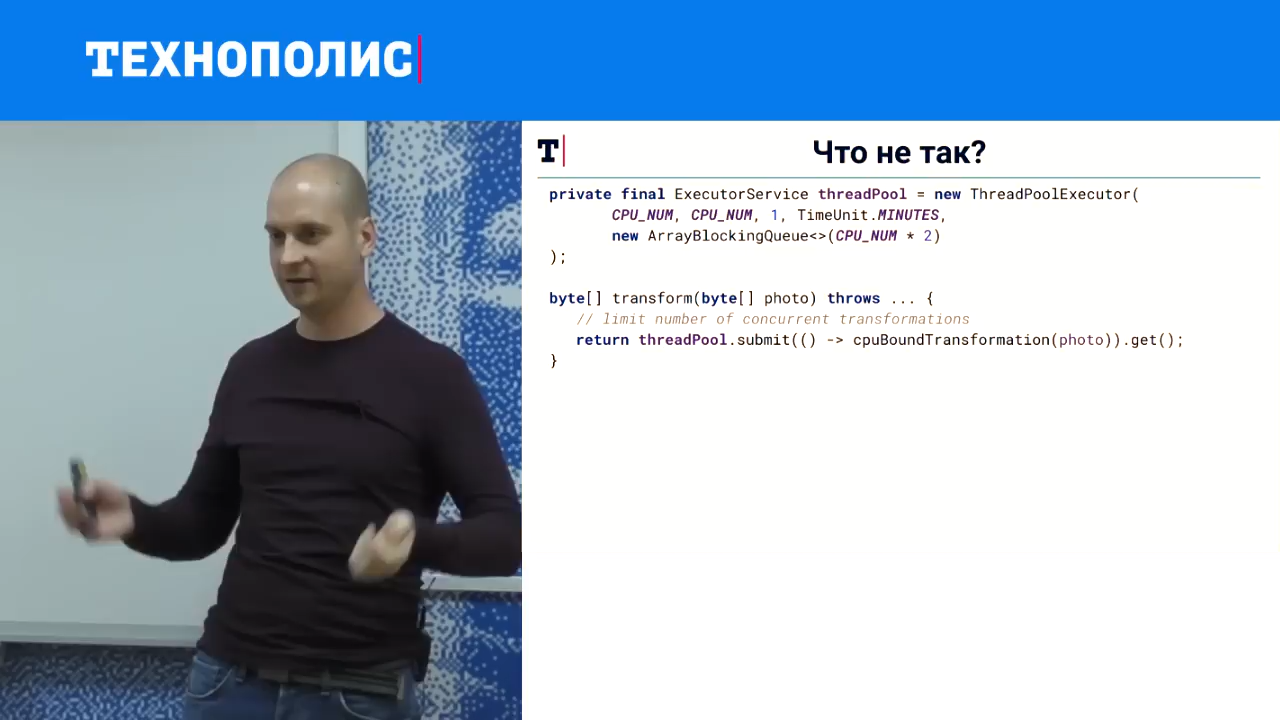 ТЕХНОПОЛИС
Т
Что не так?
private final ExecutorService threadPool = new ThreadPoolExecutor(
CPU_NUM, CPU_NUM, 1, TimeUnit.MINUTES,
new ArrayBlockingQueue<>(CPU_NUM * 2)
);
byte[] transform(byte[] photo) throws ... {
// limit number of concurrent transformations
return threadPool.submit(() -> cpuBoundTransformation(photo)).get();
}